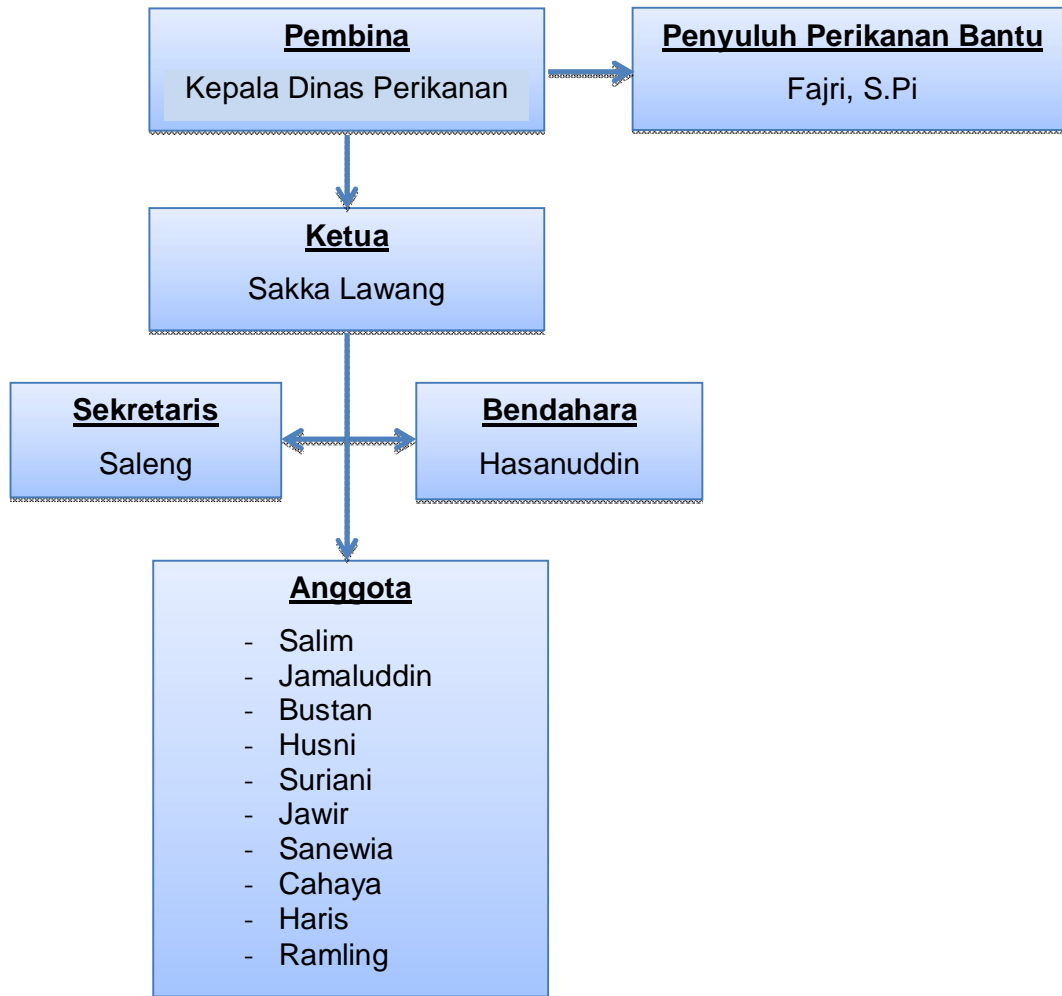 Pembina
Kepala Dinas Perikanan
Penyuluh Perikanan Bantu
Fajri, S.Pi
Ketua
Sakka Lawang
Sekretaris
Saleng
Bendahara
Hasanuddin
Anggota
- Salim
- Jamaluddin
- Bustan
- Husni
- Suriani
- Jawir
- Sanewia
- Cahaya
- Haris
- Ramling